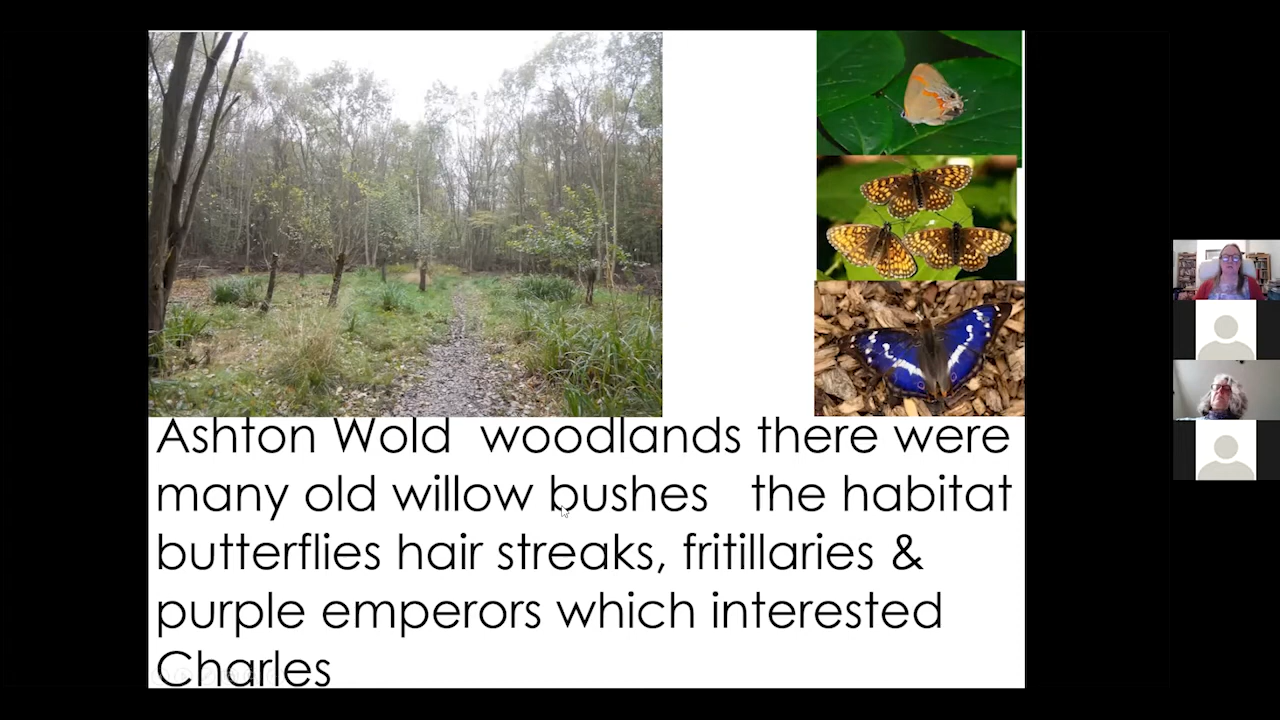 Ashton Wold woodlands there were
many old willow bushes the habitat
butterflies hair streaks, fritillaries &
purple emperors which interested
Charles